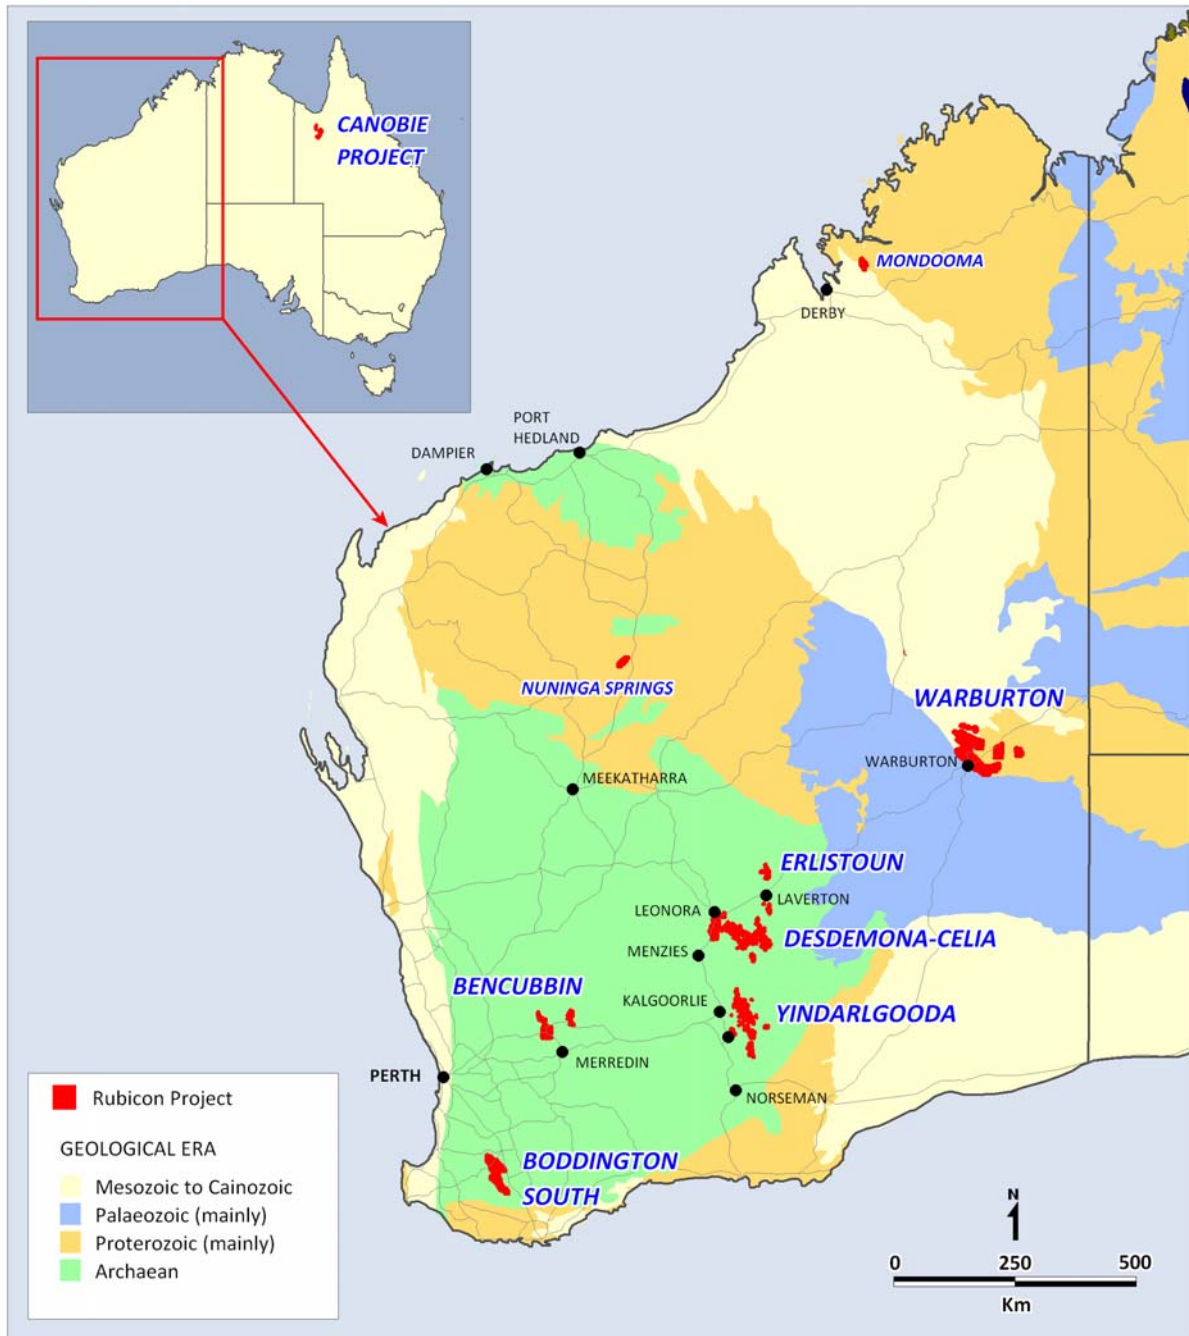 CANOBIE
PROJECT
MONDOOMA
DERBY
PORT
HEDLAND
DAMPIER
NUNINGA SPRINGS
WARBURTON
WARBURTON
MEEKATHARRA
ERLISTOUN
LAVERTON
LEONORA
DESDEMONA-CELIA
MENZIES
BENCUBBIN
KALGOORLIE
YINDARLGOODA
MERREDIN
PERTH
NORSEMAN
Rubicon Project
GEOLOGICAL ERA
Mesozoic to Cainozoic
Palaeozoic (mainly)
Proterozoic (mainly)
Archaean
BODDINGTON
SOUTH
N
0 250 500
Km